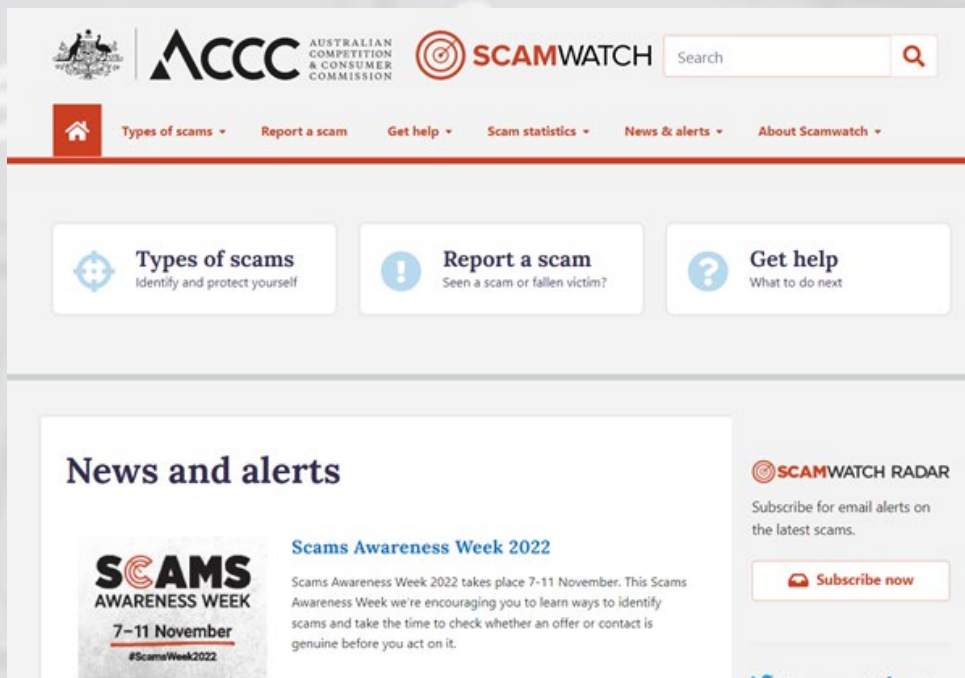 ACCC
AUSTRALIAN
COMPETITION
& CONSUMER
COMMISSION
SCAMWATCH
Search
Types of scams
Report a scam
Get help
Scam statistics
News & alerts
About Scamwatch
Types of scams
Identify and protect yourself
Report a scam
Seen a scam or fallen victim?
Get help
What to do next
News and alerts
SCAMS
AWARENESS WEEK
7–11 November
#ScamsWeek2022
Scams Awareness Week 2022
Scams Awareness Week 2022 takes place 7-11 November. This Scams
Awareness Week we're encouraging you to learn ways to identify
scams and take the time to check whether an offer or contact is
genuine before you act on it.
SCAMWATCH RADAR
Subscribe for email alerts on
the latest scams.
Subscribe now